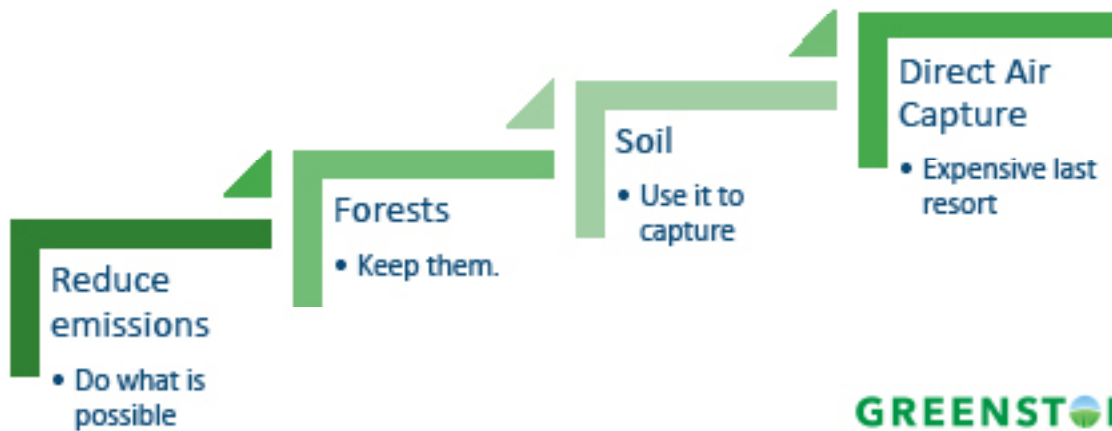 Reduce
emissions
• Do what is
possible
Forests
• Keep them.
Soil
• Use it to
capture
Direct Air
Capture
• Expensive last
resort